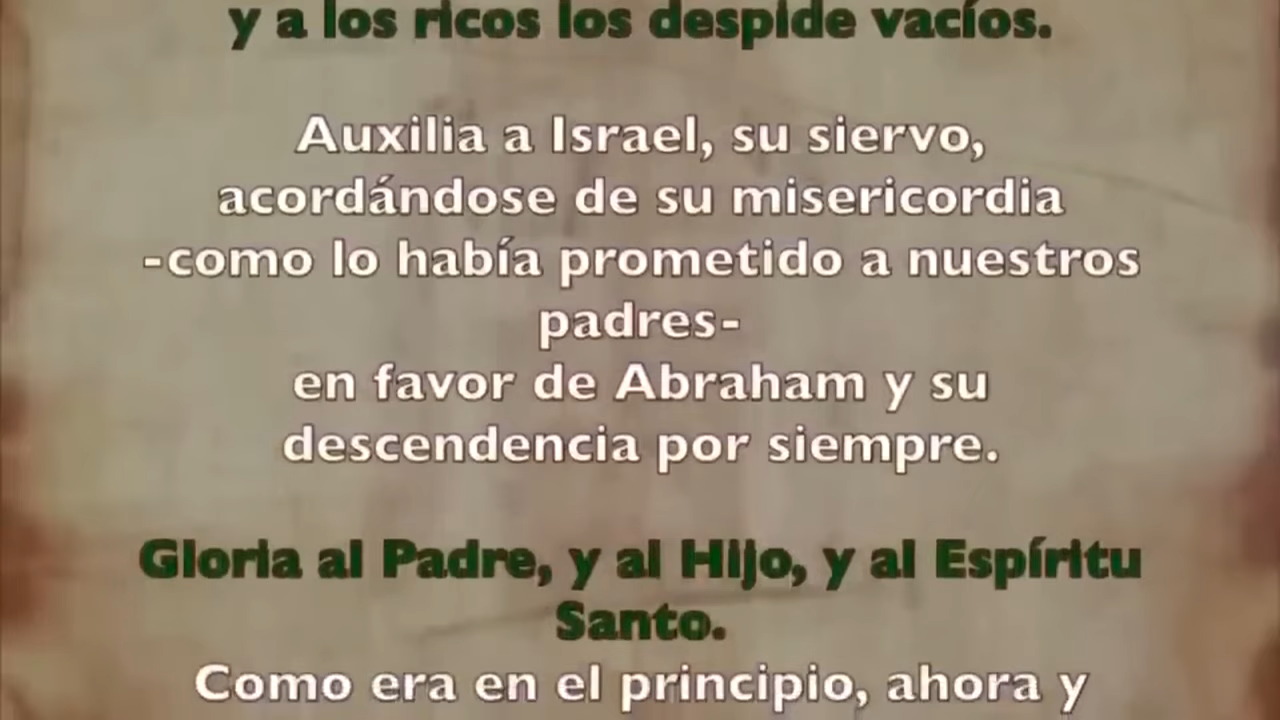 y a los ricos los despide vacíos.
Auxilia a Israel, su siervo,
acordándose de su misericordia
-como lo había prometido a nuestros
padres-
en favor de Abraham y su
descendencia por siempre.
Gloria al Padre, y al Hijo, y al Espíritu
Santo.
Como era en el principio, ahora y